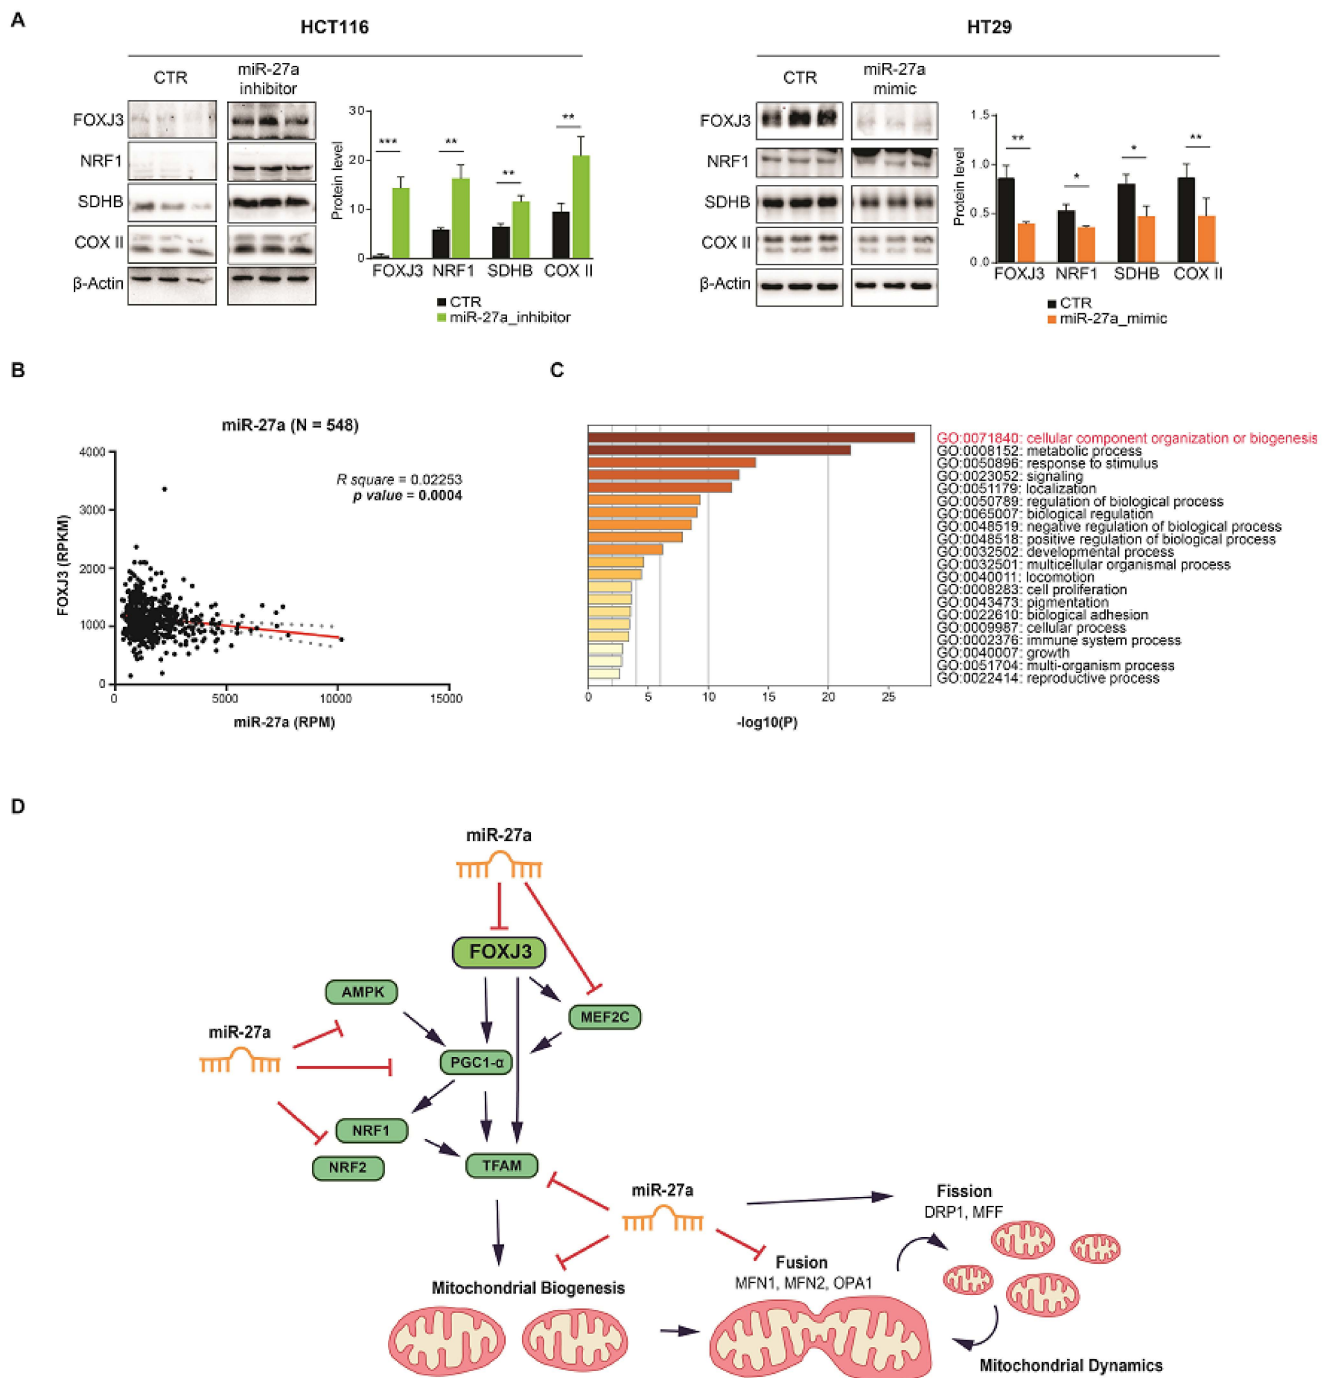 A
HCT116
CTR
miR-27a
inhibitor
FOXJ3
NRF1
SDHB
COX II
β-Actin
Protein level
30
20
10
0
***
**
**
**
FOXJ3 NRF1 SDHB COX II
CTR
miR-27a_inhibitor
HT29
CTR
miR-27a
mimic
FOXJ3
NRF1
SDHB
COX II
β-Actin
Protein level
1.5
1.0
0.5
0.0
**
*
*
**
FOXJ3 NRF1 SDHB COX II
CTR
miR-27a_mimic
B
miR-27a (N = 548)
R square = 0.02253
p value = 0.0004
FOXJ3 (RPKM)
4000
3000
2000
1000
0
0 5000 10000 15000
miR-27a (RPM)
C
GO:0071840: cellular component organization or biogenesis
GO:0008152: metabolic process
GO:0050896: response to stimulus
GO:0023052: signaling
GO:0051179: localization
GO:0050789: regulation of biological process
GO:0065007: biological regulation
GO:0048519: negative regulation of biological process
GO:0048518: positive regulation of biological process
GO:0032502: developmental process
GO:0032501: multicellular organismal process
GO:0040011: locomotion
GO:0008283: cell proliferation
GO:0043473: pigmentation
GO:0022610: biological adhesion
GO:0009987: cellular process
GO:0002376: immune system process
GO:0040007: growth
GO:0051704: multi-organism process
GO:0022414: reproductive process
0 5 10 15 20 25
-log10(P)
D
miR-27a
FOXJ3
AMPK
MEF2C
miR-27a
PGC1-α
NRF1
NRF2
TFAM
miR-27a
Fission
DRP1, MFF
Mitochondrial Biogenesis
Fusion
MFN1, MFN2, OPA1
Mitochondrial Dynamics